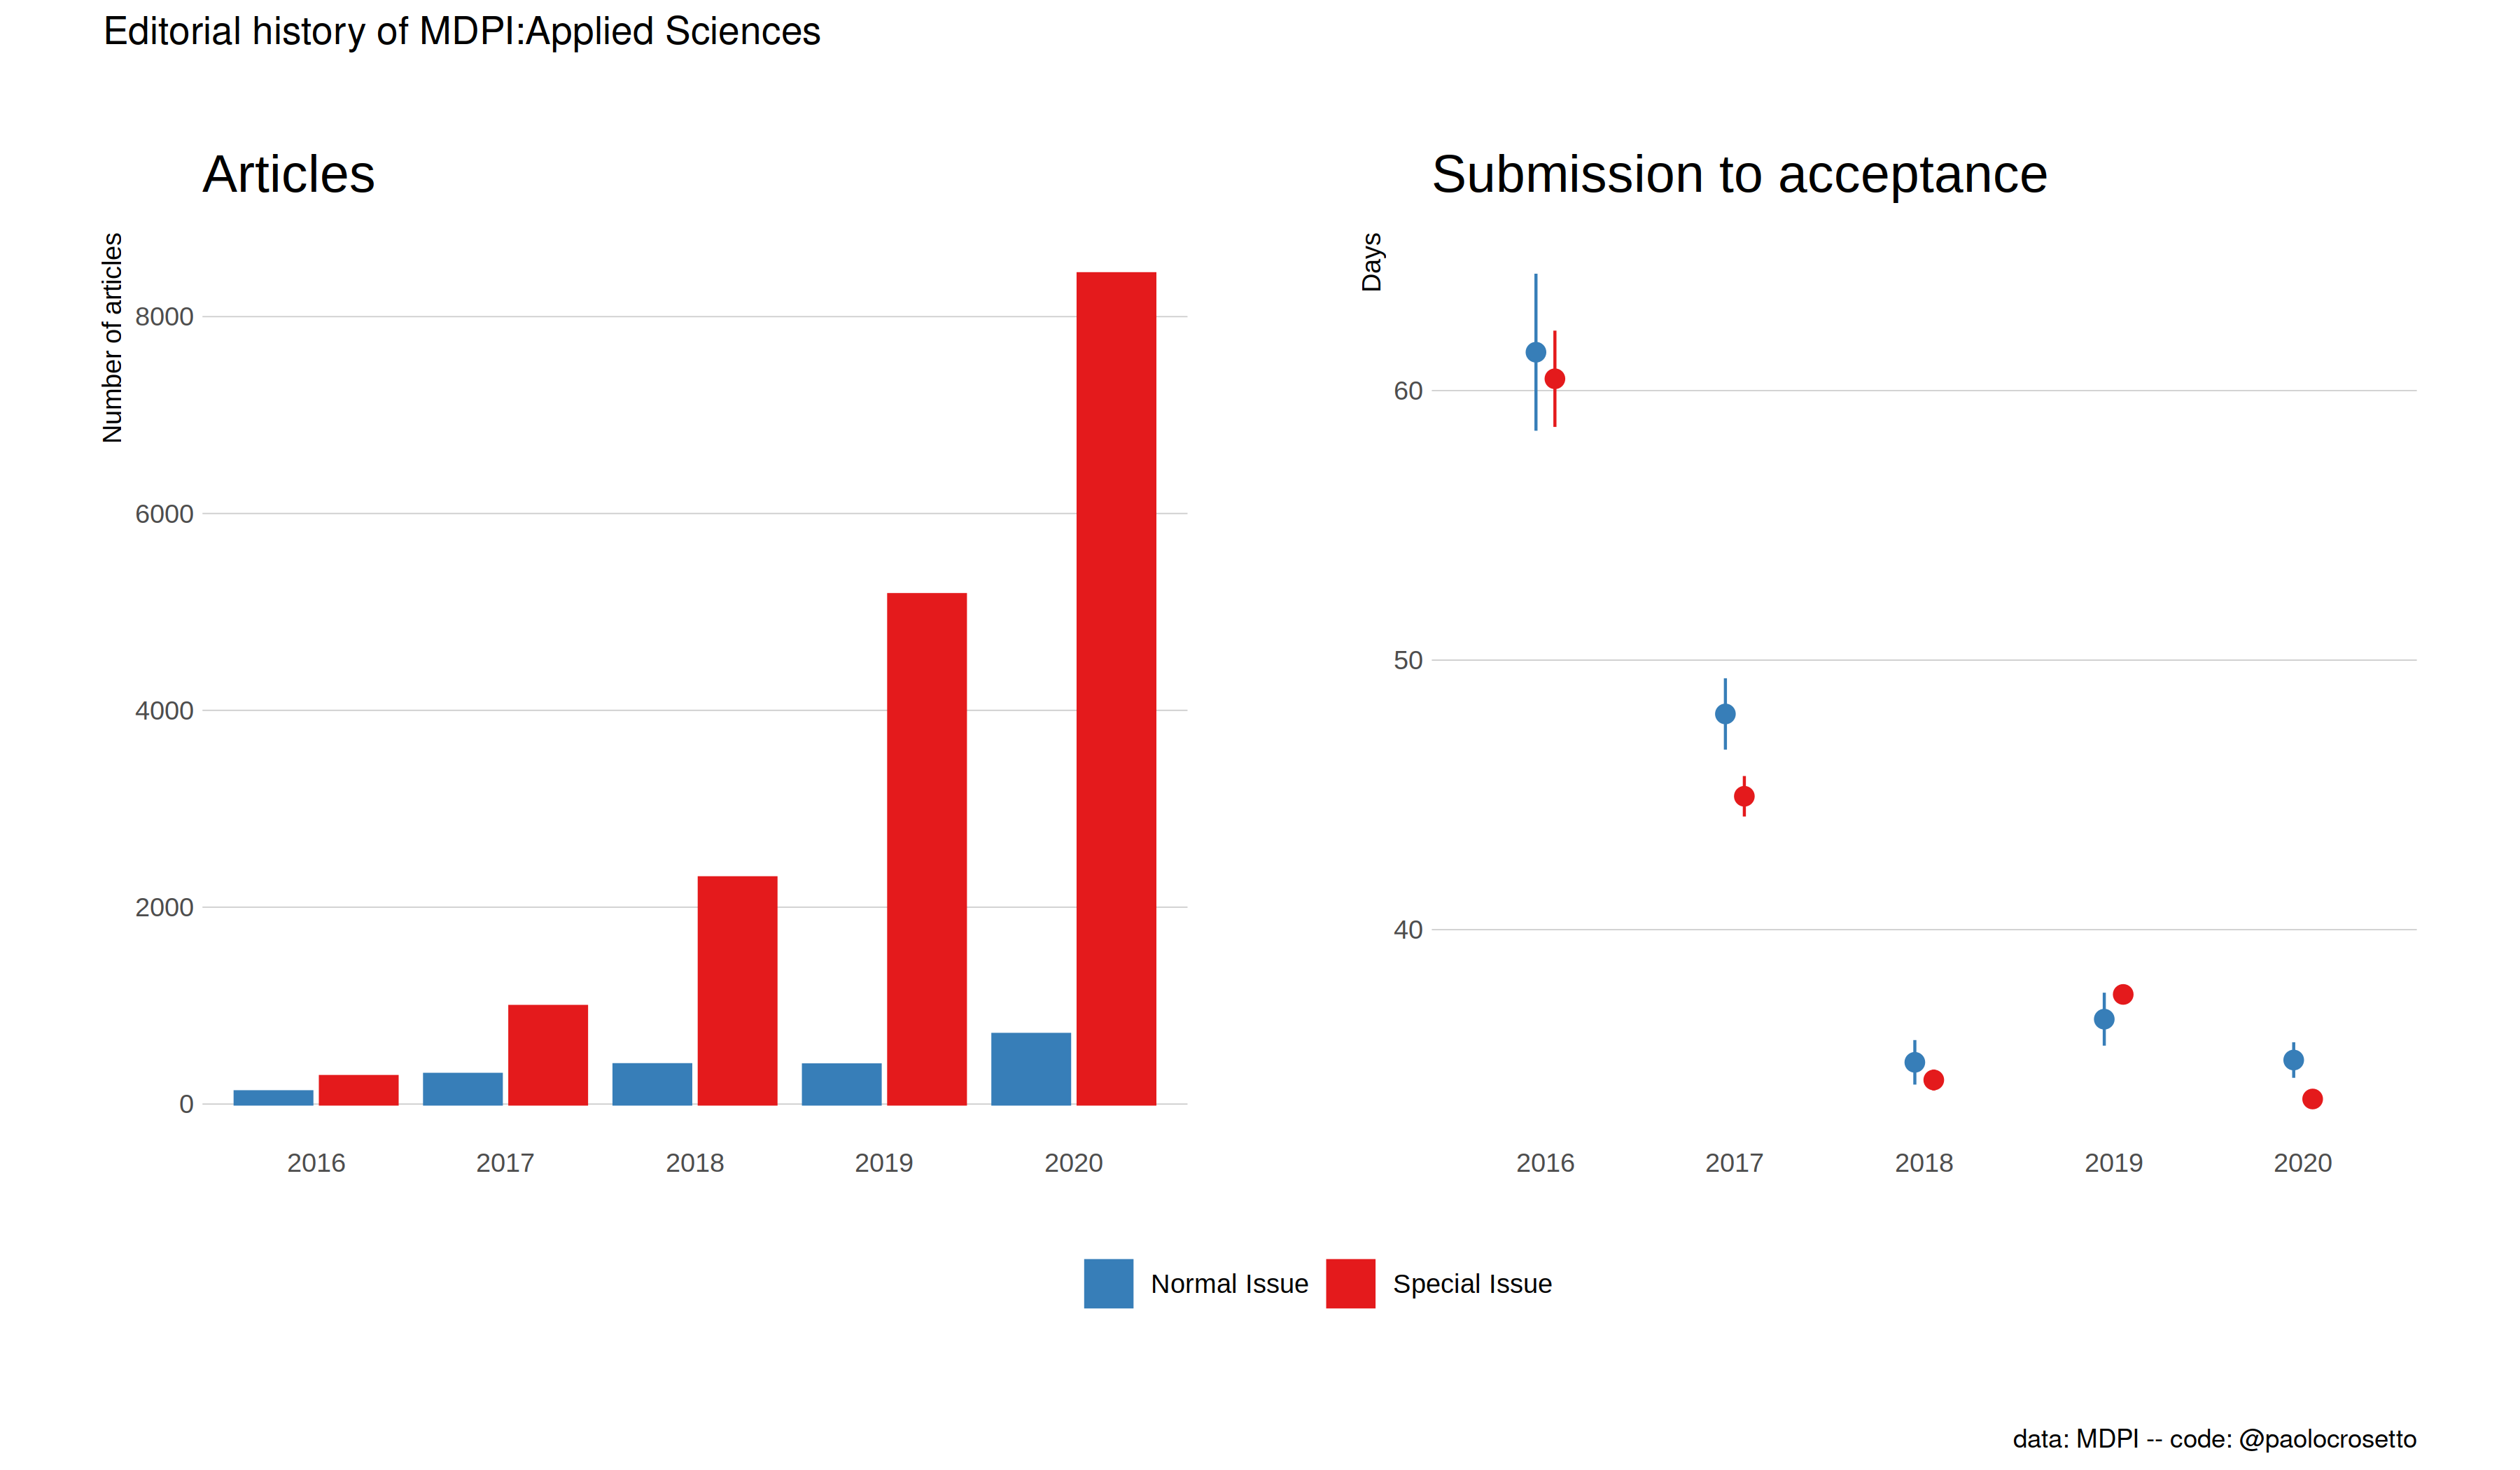 Editorial history of MDPI:Applied Sciences
Articles
Number of articles
8000
6000
4000
2000
0
2016 2017 2018 2019 2020
Submission to acceptance
Days
60
50
40
2016 2017 2018 2019 2020
Normal Issue Special Issue
data: MDPI -- code: @paolocrosetto